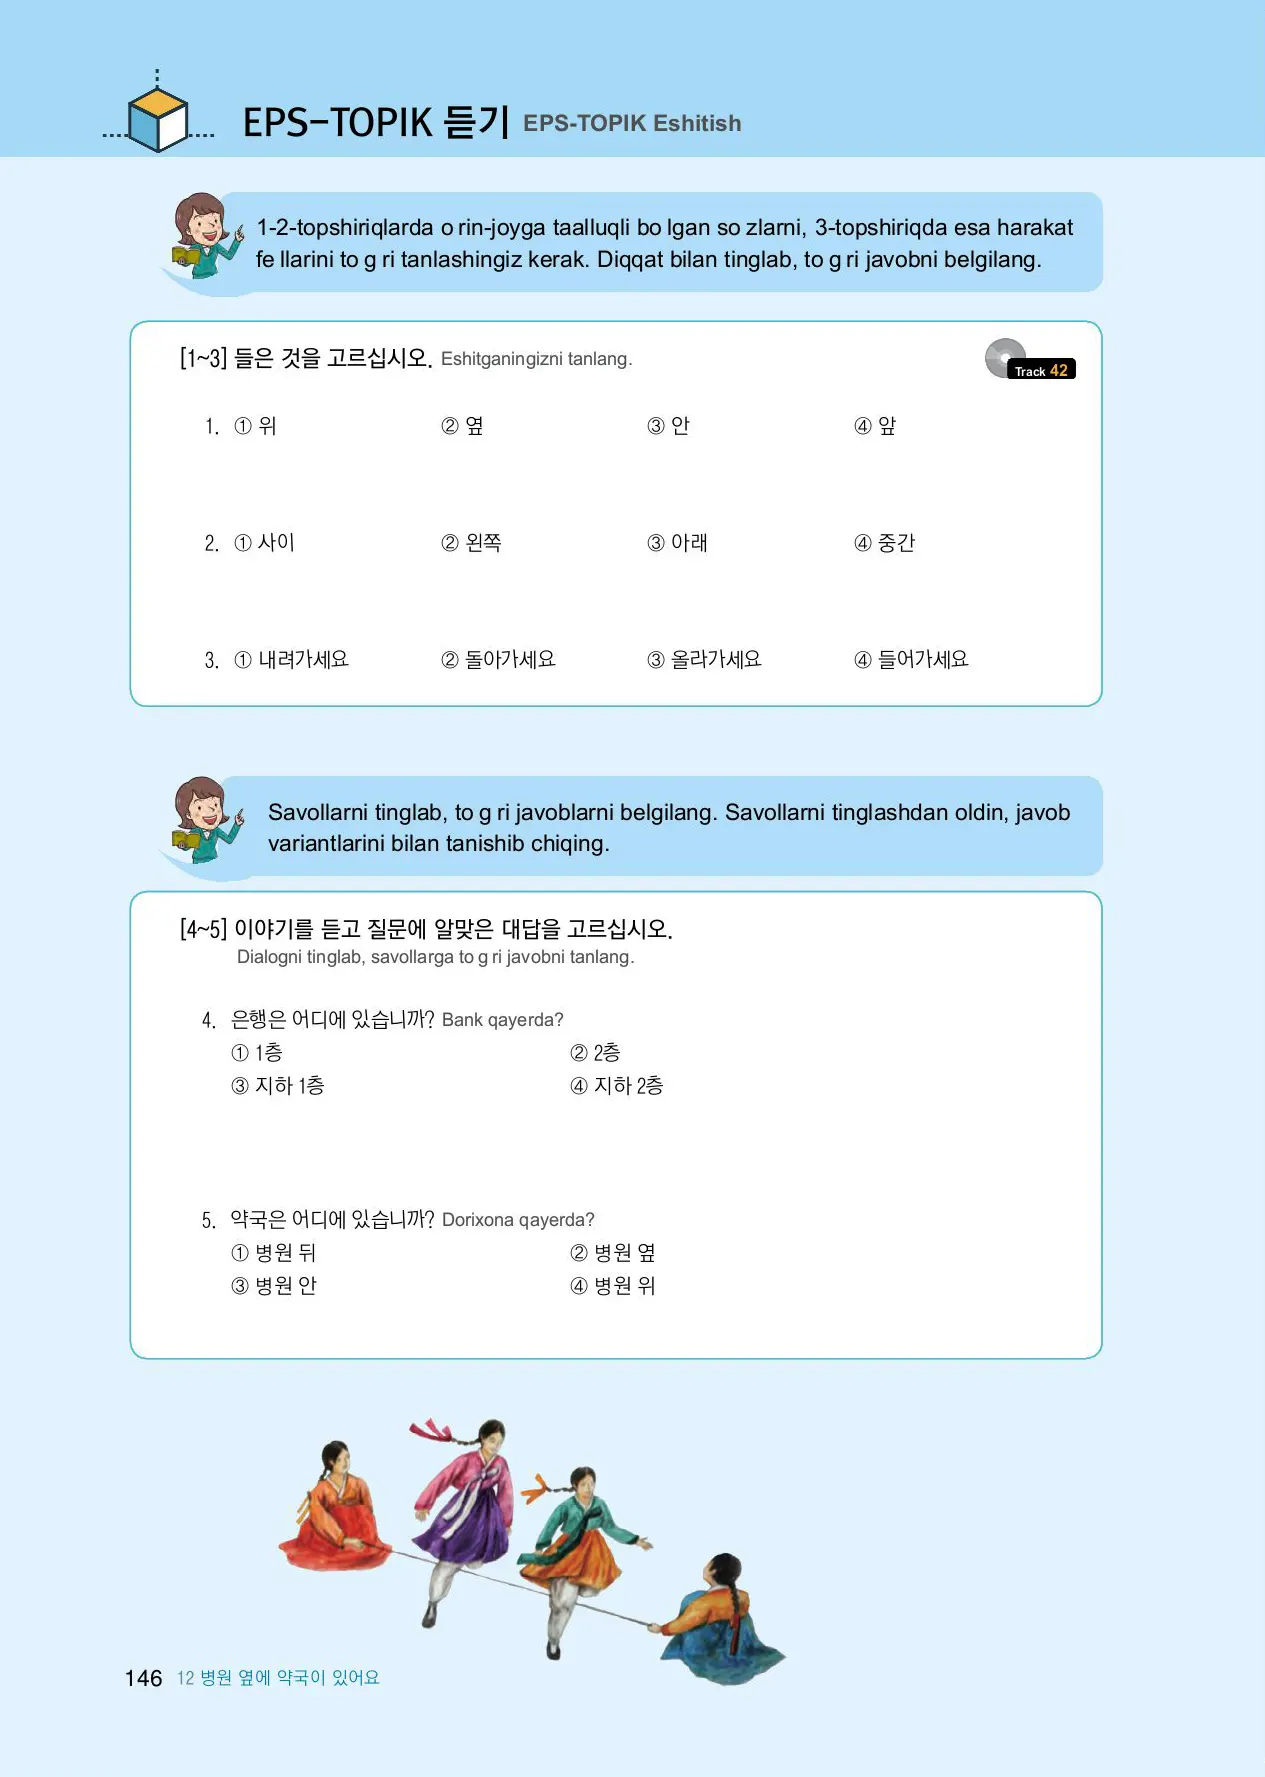 EPS-TOPIK 듣기 EPS-TOPIK Eshitish
1-2-topshiriqlarda o rin-joyga taalluqli bo lgan so zlarni, 3-topshiriqda esa harakat
fe llarini to g ri tanlashingiz kerak. Diqqat bilan tinglab, to g ri javobni belgilang.
[1~3] 들은 것을 고르십시오. Eshitganingizni tanlang.
Track 42
1. ① 위 ② 옆 ③ 안 ④ 앞
2. ① 사이 ② 왼쪽 ③ 아래 ④ 중간
3. ① 내려가세요 ② 돌아가세요 ③ 올라가세요 ④ 들어가세요
Savollarni tinglab, to g ri javoblarni belgilang. Savollarni tinglashdan oldin, javob
variantlarini bilan tanishib chiqing.
[4~5] 이야기를 듣고 질문에 알맞은 대답을 고르십시오.
Dialogni tinglab, savollarga to g ri javobni tanlang.
4. 은행은 어디에 있습니까? Bank qayerda?
① 1층 ② 2층
③ 지하 1층 ④ 지하 2층
5. 약국은 어디에 있습니까? Dorixona qayerda?
① 병원 뒤 ② 병원 옆
③ 병원 안 ④ 병원 위
146 12 병원 옆에 약국이 있어요